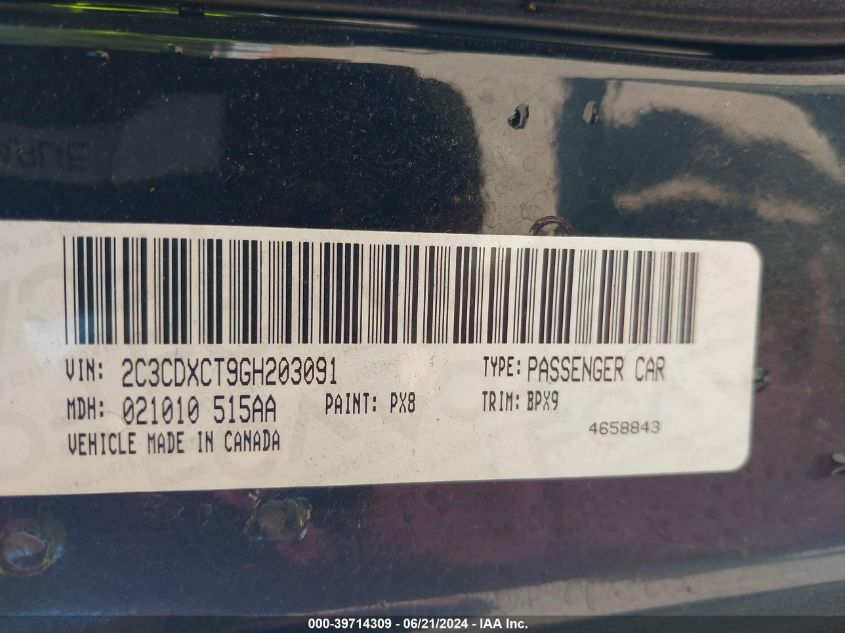 VIN: 2C3CDXCT9GH203091 TYPE: PASSENGER CAR
MDH: 021010 515AA PAINT: PX8 TRIM: BPX9
VEHICLE MADE IN CANADA 4658843
000-39714309 - 06/21/2024 - IAA Inc.